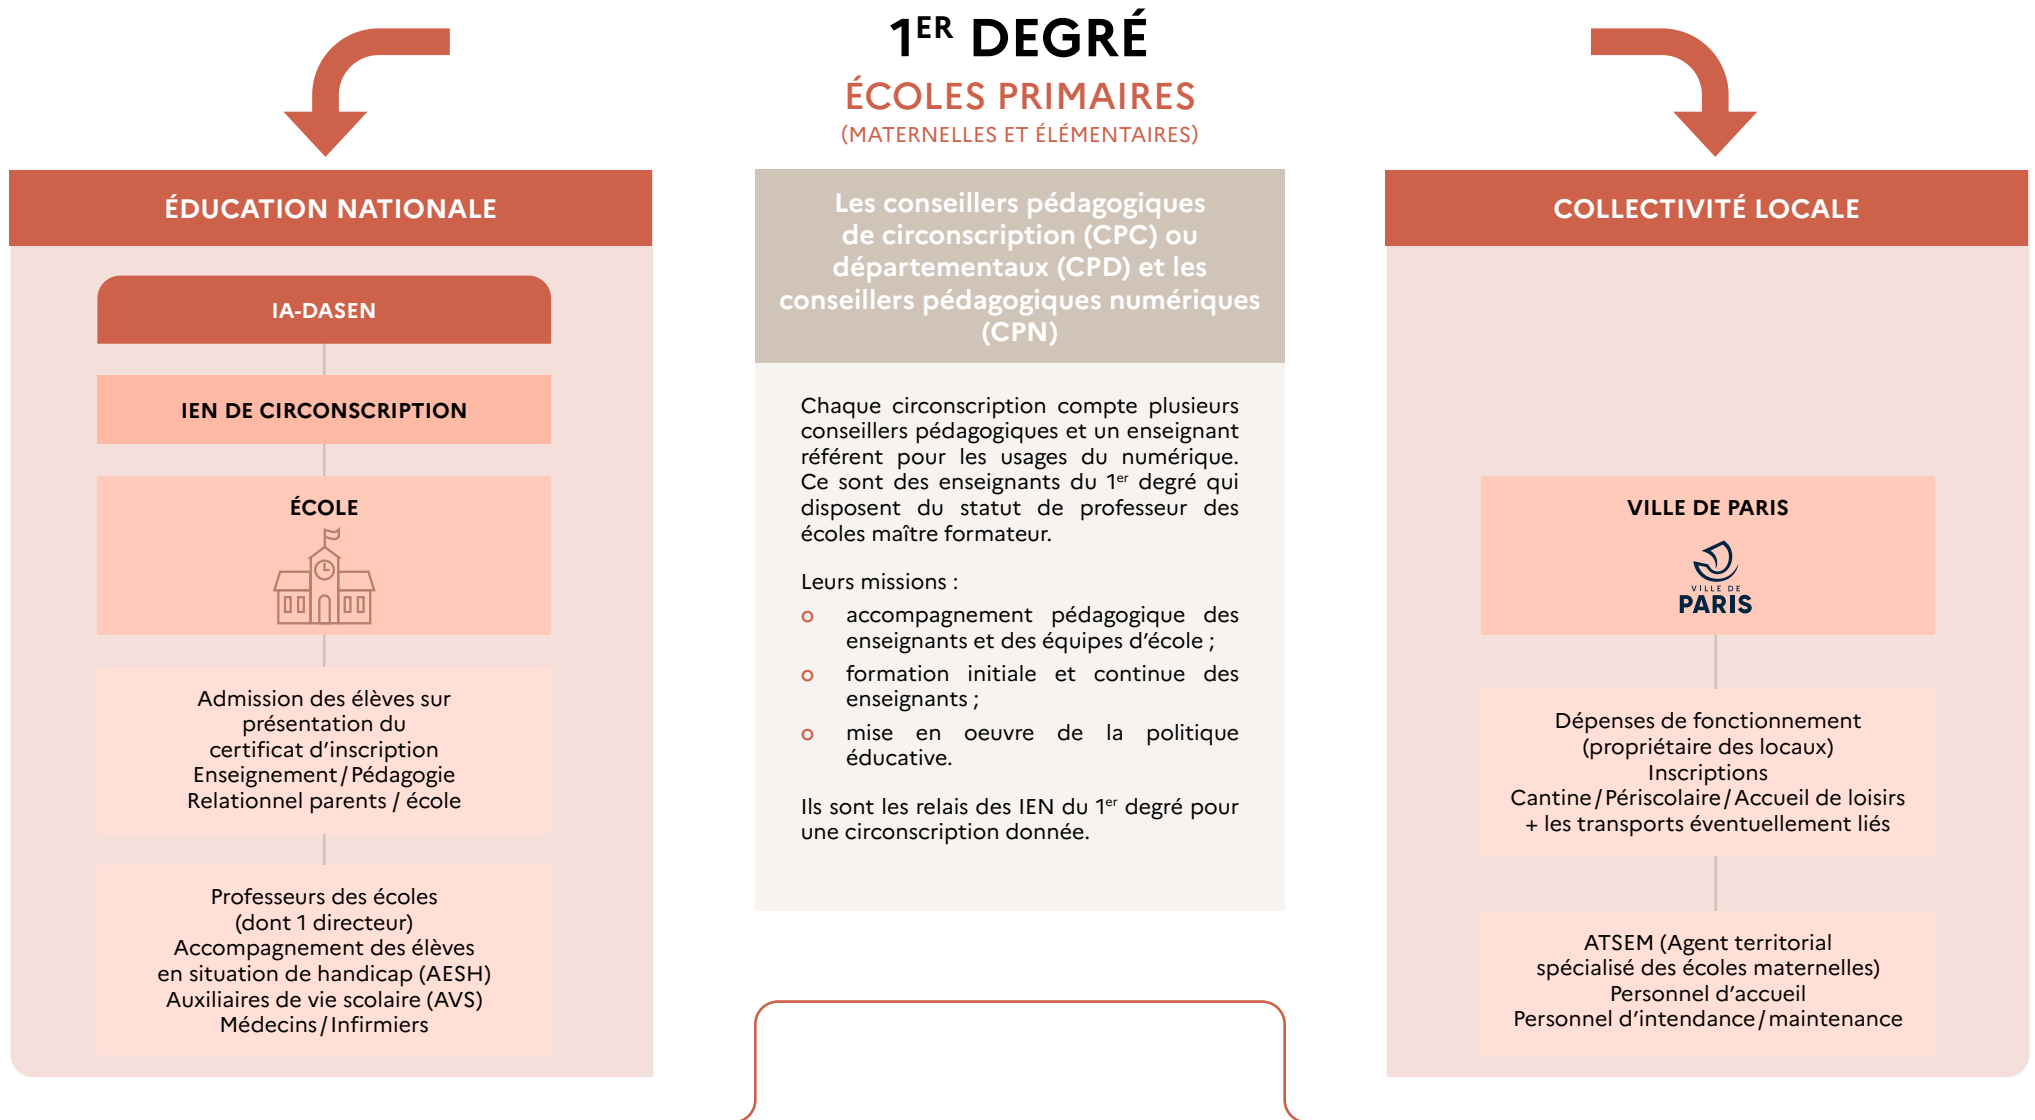 1ER DEGRÉ
ÉCOLES PRIMAIRES
(MATERNELLES ET ÉLÉMENTAIRES)
ÉDUCATION NATIONALE
IA-DASEN
IEN DE CIRCONSCRIPTION
ÉCOLE
Admission des élèves sur
présentation du
certificat d'inscription
Enseignement / Pédagogie
Relationnel parents / école
Professeurs des écoles
(dont 1 directeur)
Accompagnement des élèves
en situation de handicap (AESH)
Auxiliaires de vie scolaire (AVS)
Médecins / Infirmiers
Les conseillers pédagogiques
de circonscription (CPC) ou
départementaux (CPD) et les
conseillers pédagogiques numériques
(CPN)
Chaque circonscription compte plusieurs
conseillers pédagogiques et un enseignant
référent pour les usages du numérique.
Ce sont des enseignants du 1er degré qui
disposent du statut de professeur des
écoles maître formateur.
Leurs missions :
o accompagnement pédagogique des
enseignants et des équipes d'école ;
o formation initiale et continue des
enseignants ;
o mise en oeuvre de la politique
éducative.
Ils sont les relais des IEN du 1er degré pour
une circonscription donnée.
COLLECTIVITÉ LOCALE
VILLE DE PARIS
VILLE DE
PARIS
Dépenses de fonctionnement
(propriétaire des locaux)
Inscriptions
Cantine / Périscolaire / Accueil de loisirs
+ les transports éventuellement liés
ATSEM (Agent territorial
spécialisé des écoles maternelles)
Personnel d'accueil
Personnel d'intendance / maintenance